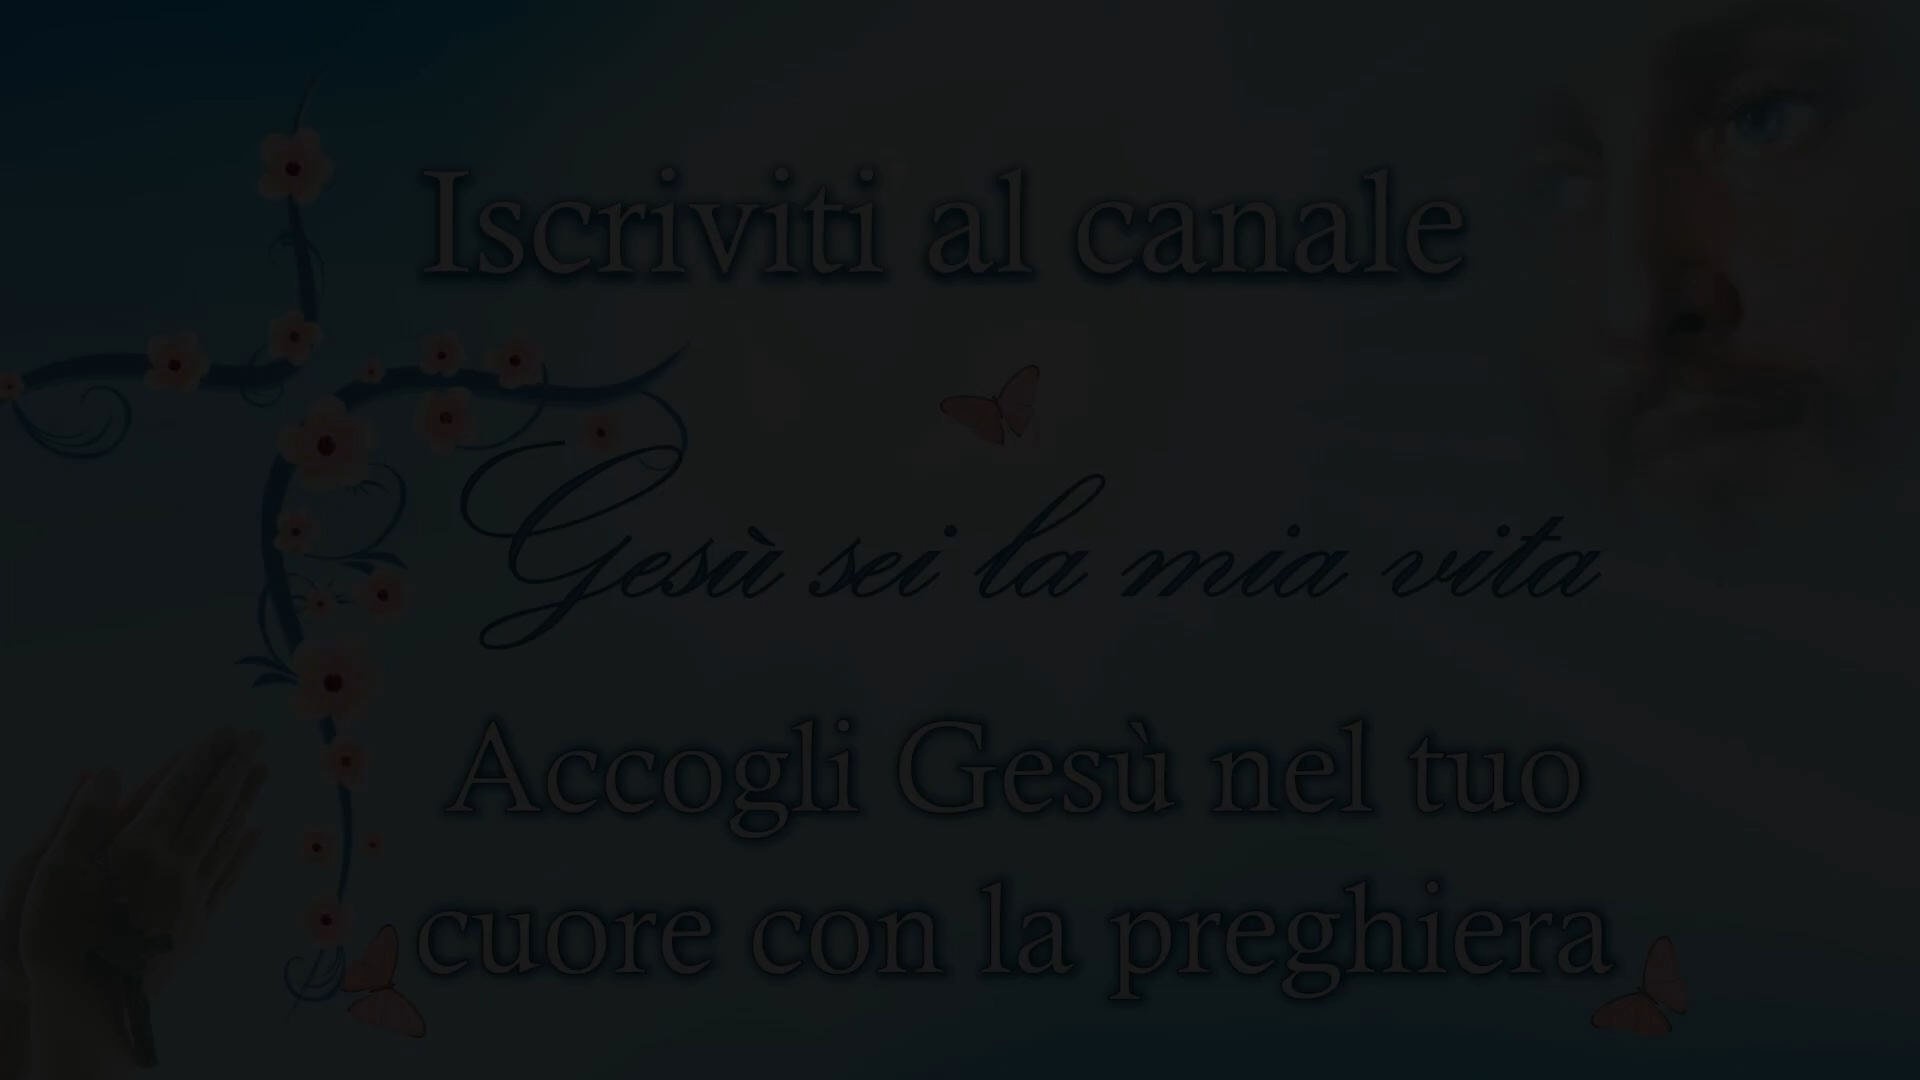 Iscriviti al canale
Gesù sei la mia vita
Accogli Gesù nel tuo
cuore con la preghiera